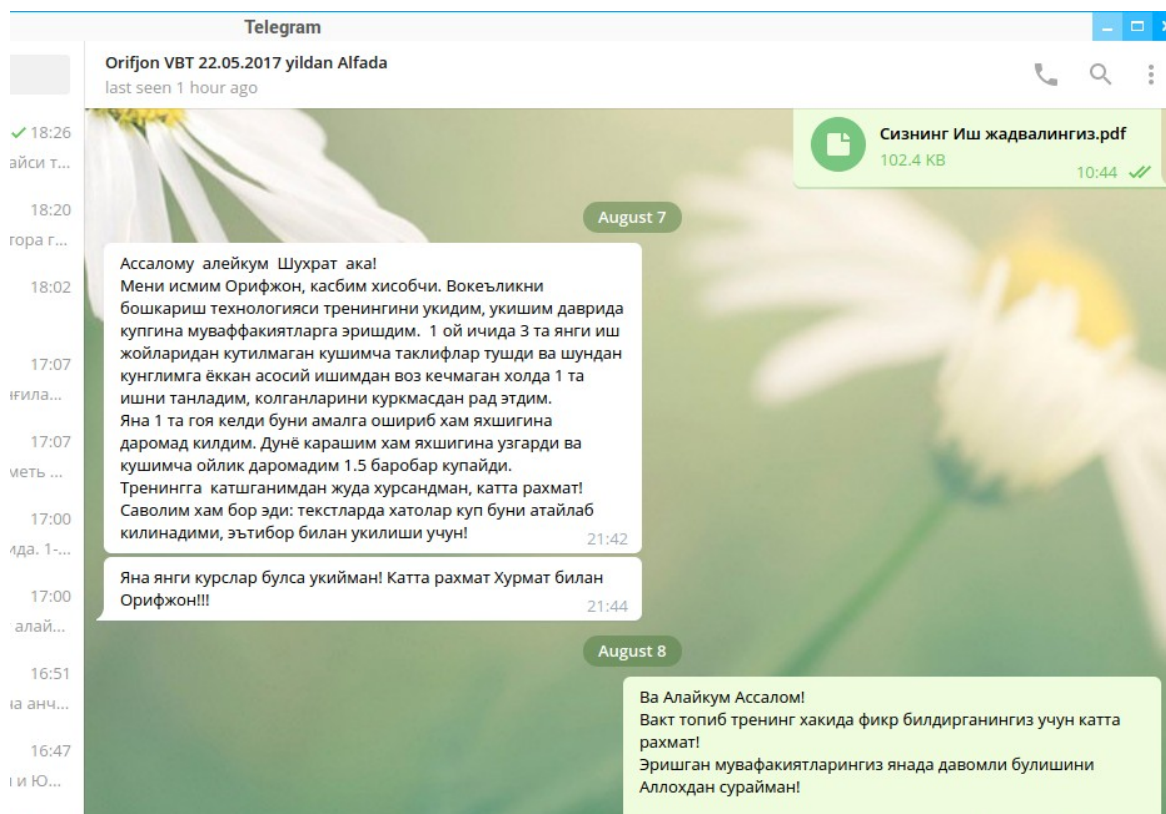 Telegram
Orifjon VBT 22.05.2017 yildan Alfada
last seen 1 hour ago
18:26
айси т...
18:20
тора г...
18:02
17:07
17:07
меть ...
17:00
17:00
алай...
16:51
на анч...
16:47
и Ю...
Сизнинг Иш жадвалингиз.pdf
102.4 KB
10:44
August 7
Ассалому алейкум Шухрат ака!
Мени исмим Орифжон, касбим хисобчи. Вокеъликни
бошкариш технологияси тренингини укидим, укишим даврида
купгина муваффакиятларга эришдим. 1 ой ичида 3 та янги иш
жойларидан кутилмаган кушимча таклифлар тушди ва шундан
кунглимга ёккан асосий ишимдан воз кечмаган холда 1 та
ишни танладим, колганларини куркмасдан рад этдим.
Яна 1 та гоя келди буни амалга ошириб хам яхшигина
даромад килдим. Дунё карашим хам яхшигина узгарди ва
кушимча ойлик даромадим 1.5 баробар купайди.
Тренингга катшганимдан жуда хурсандман, катта рахмат!
Саволим хам бор эди: текстларда хатолар куп буни атайлаб
килинадими, эътибор билан укилиши учун!
21:42
Яна янги курслар булса укийман! Катта рахмат Хурмат билан
Орифжон!!!
21:44
August 8
Ва Алайкум Ассалом!
Вакт топиб тренинг хакида фикр билдирганингиз учун катта
рахмат!
Эришган мувафакиятларингиз янада давомли булишини
Аллохдан сурайман!